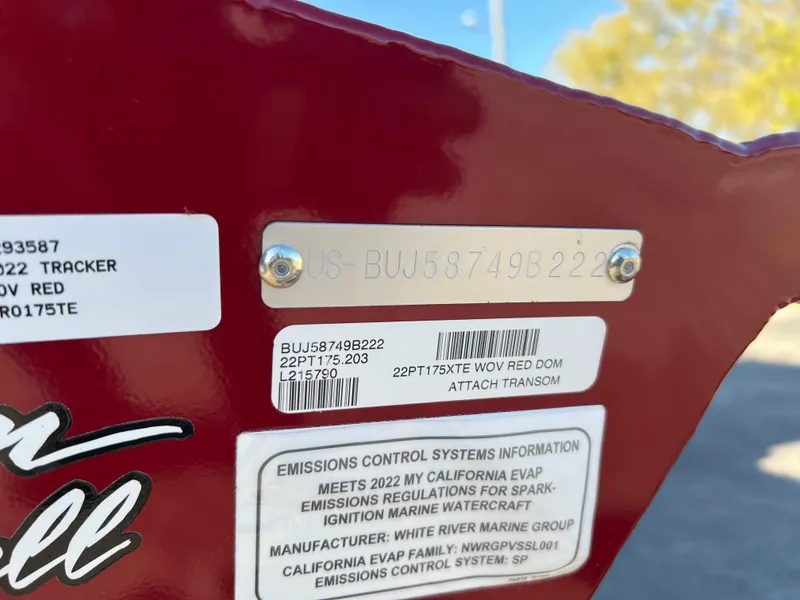 93587
022 TRACKER
OV RED
R0175TE
US-BUJ58749B222
BUJ58749B222
22PT175.203
L215790
22PT175XTE WOV RED DOM
ATTACH TRANSOM
EMISSIONS CONTROL SYSTEMS INFORMATION
MEETS 2022 MY CALIFORNIA EVAP
EMISSIONS REGULATIONS FOR SPARK-
IGNITION MARINE WATERCRAFT
MANUFACTURER: WHITE RIVER MARINE GROUP
CALIFORNIA EVAP FAMILY: NWRGPVSSL001
EMISSIONS CONTROL SYSTEM: SP